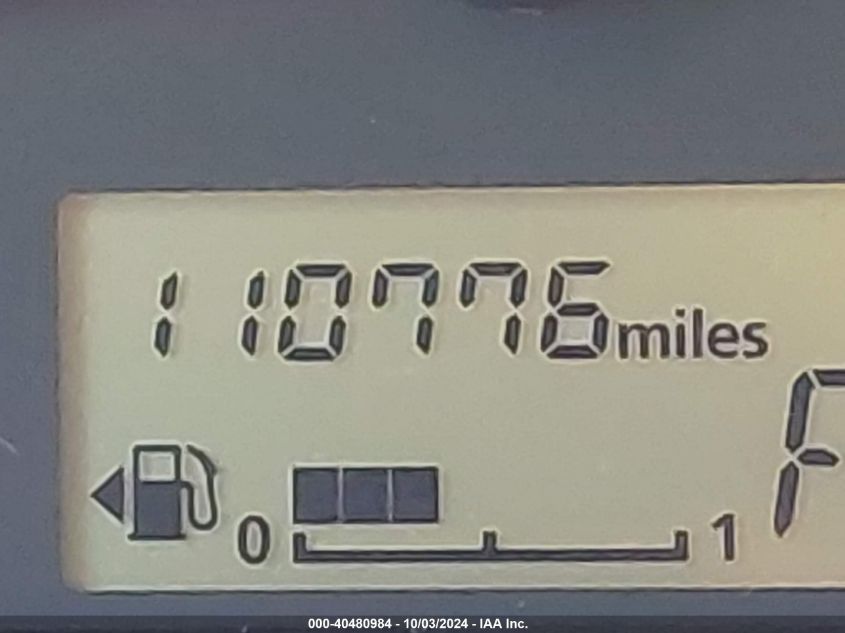 110776 miles
F
0 1
000-40480984 - 10/03/2024 - IAA Inc.